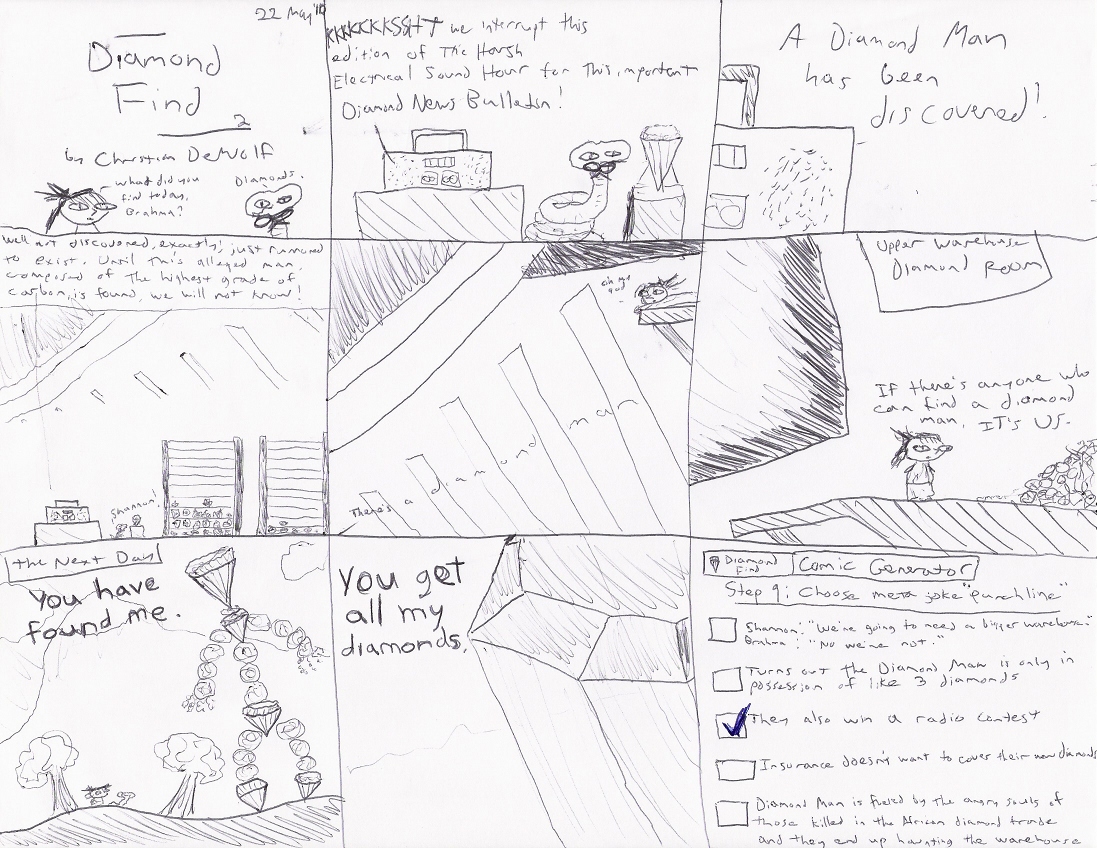 22 May '10
Diamond
Find
2
by Christian DeWolf
what did you
find today,
Brahma?
Diamonds.
KKKCKCKSSHT we interrupt this
edition of The Harsh
Electrical Sound Hour for this important
Diamond News Bulletin!
A Diamond Man
has been
discovered!
Well not discovered, exactly! just rumored
to exist. Until this alleged man,
composed of the highest grade of
carbon, is found, we will not know!
Shannon!
oh my
god
There's a diamond man
Upper Warehouse
Diamond Room
If there's anyone who
can find a diamond
man, IT'S US.
the Next Day
You have
found me.
You get
all my
diamonds.
Diamond
Find
Comic Generator
Step 9: Choose meta joke "punchline"
Shannon: "We're going to need a bigger warehouse."
Brahma: "No we're not."
Turns out the Diamond Man is only in
possession of like 3 diamonds
They also win a radio contest
Insurance doesn't want to cover their new diamonds
Diamond Man is fueled by the angry souls of
those killed in the African diamond trade
and they end up haunting the warehouse